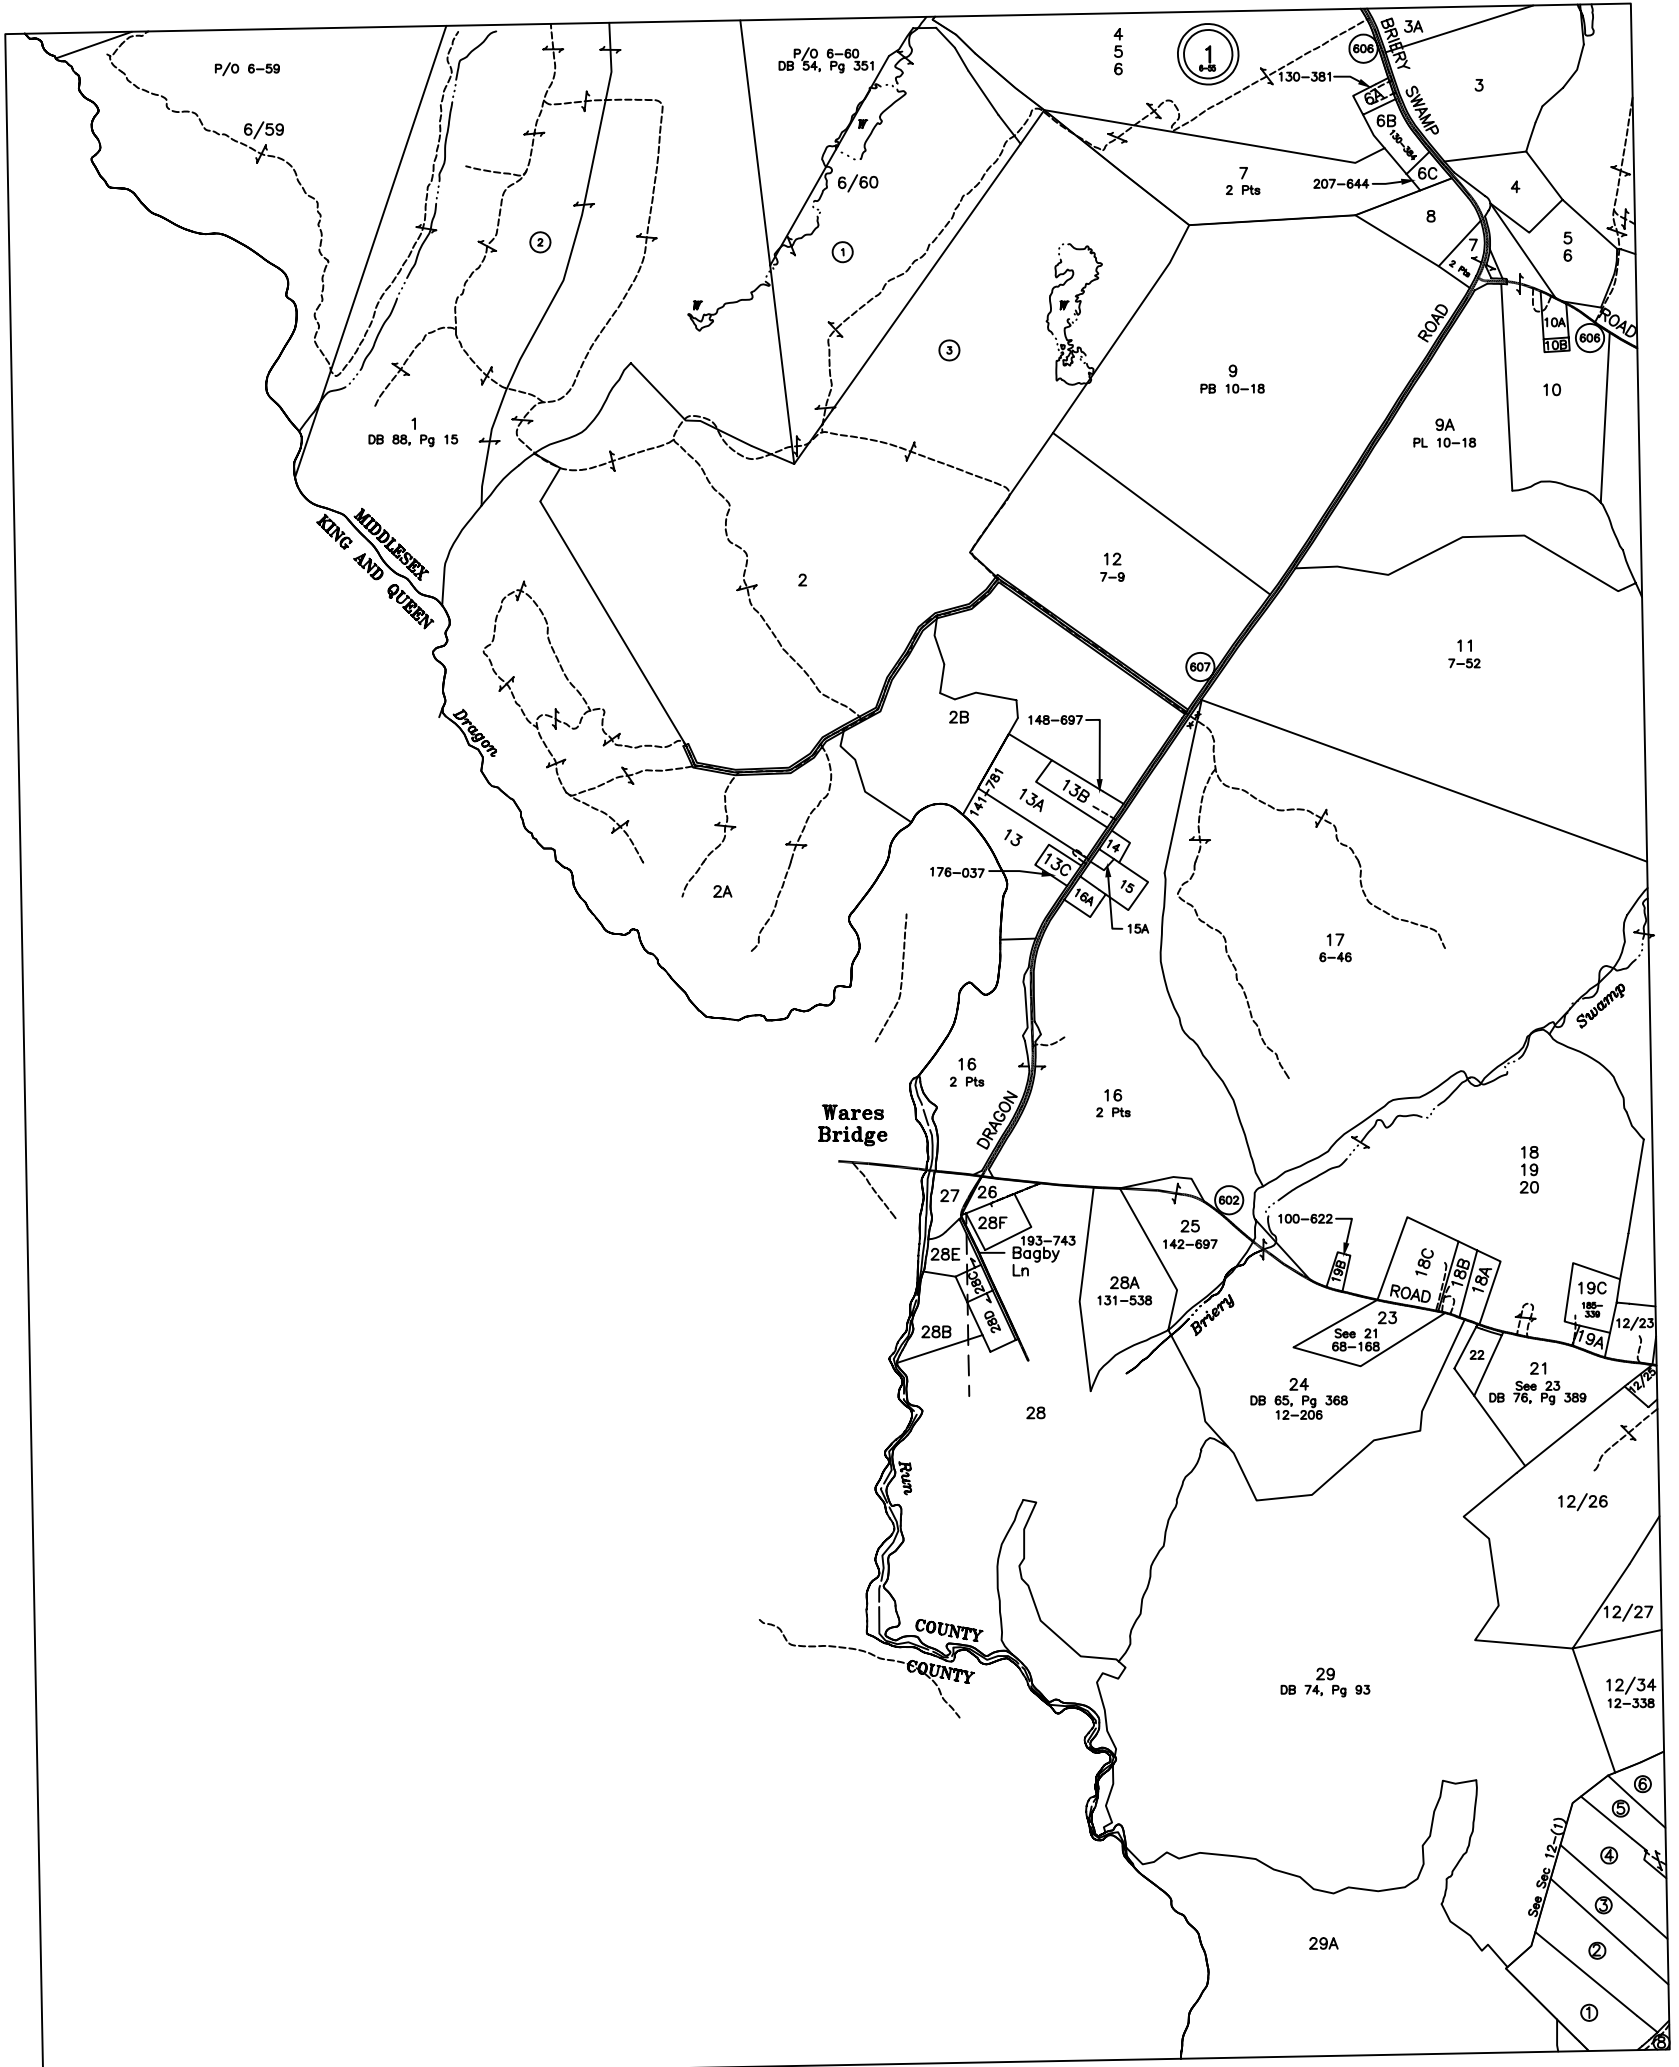 P/O 6-59
6/59
P/O 6-60
DB 54, Pg 351
6/60
W
W
W
4
5
6
1
6-55
606
BRIERY
SWAMP
ROAD
3A
3
130-381
6A
6B
130-384
6C
207-644
7
2 Pts
8
7
2 Pts
4
5
6
ROAD
606
10A
10B
10
2
1
3
1
DB 88, Pg 15
9
PB 10-18
9A
PL 10-18
MIDDLESEX
KING AND QUEEN
Dragon
2
12
7-9
11
7-52
607
2B
148-697
141-781
13B
13A
13
13C
14
15
176-037
16A
15A
2A
17
6-46
Swamp
16
2 Pts
16
2 Pts
DRAGON
Wares
Bridge
18
19
20
27
26
28F
193-743
Bagby
Ln
28E
28C
28D
28B
602
25
142-697
100-622
19B
28A
131-538
Briery
18C
18B
18A
ROAD
23
See 21
68-168
19C
185-
339
19A
12/23
22
21
See 23
DB 76, Pg 389
12/25
24
DB 65, Pg 368
12-206
28
Run
12/26
12/27
COUNTY
COUNTY
29
DB 74, Pg 93
12/34
12-338
See Sec 12-(1)
6
5
4
3
2
1
8
29A